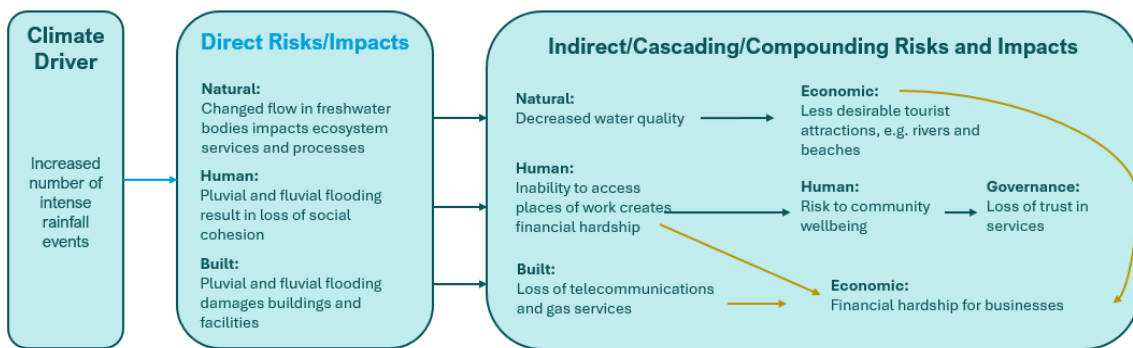 Climate
Driver
Increased
number of
intense
rainfall
events
Direct Risks/Impacts
Natural:
Changed flow in freshwater
bodies impacts ecosystem
services and processes
Human:
Pluvial and fluvial flooding
result in loss of social
cohesion
Built:
Pluvial and fluvial flooding
damages buildings and
facilities
Indirect/Cascading/Compounding Risks and Impacts
Natural:
Decreased water quality
Economic:
Less desirable tourist
attractions, e.g. rivers and
beaches
Human:
Inability to access
places of work creates
financial hardship
Human:
Risk to community
wellbeing
Governance:
Loss of trust in
services
Built:
Loss of telecommunications
and gas services
Economic:
Financial hardship for businesses